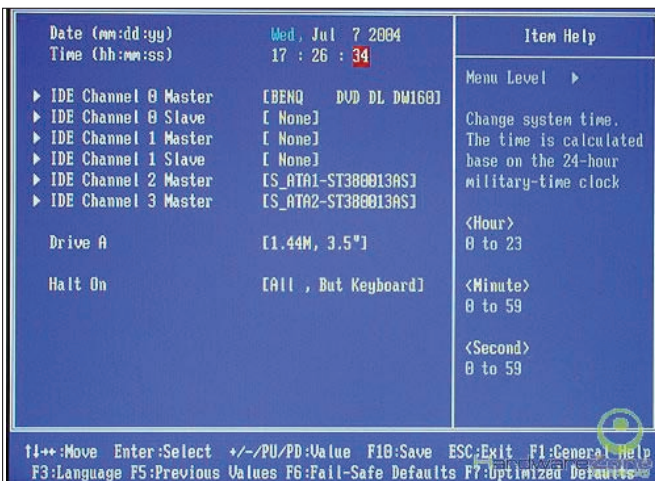 Date (mm:dd:yy) Wed, Jul 7 2004
Time (hh:mm:ss) 17 : 26 : 34
▶ IDE Channel 0 Master [BENQ DVD DL DW160]
▶ IDE Channel 0 Slave [ None]
▶ IDE Channel 1 Master [ None]
▶ IDE Channel 1 Slave [ None]
▶ IDE Channel 2 Master [S_ATA1-ST380013AS]
▶ IDE Channel 3 Master [S_ATA2-ST380013AS]
Drive A [1.44M, 3.5"]
Halt On [All , But Keyboard]
Item Help
Menu Level ▶
Change system time.
The time is calculated
base on the 24-hour
military-time clock
<Hour>
0 to 23
<Minute>
0 to 59
<Second>
0 to 59
↑↓→←:Move Enter:Select +/-/PU/PD:Value F10:Save ESC:Exit F1:General Help
F3:Language F5:Previous Values F6:Fail-Safe Defaults F7:Optimized Defaults